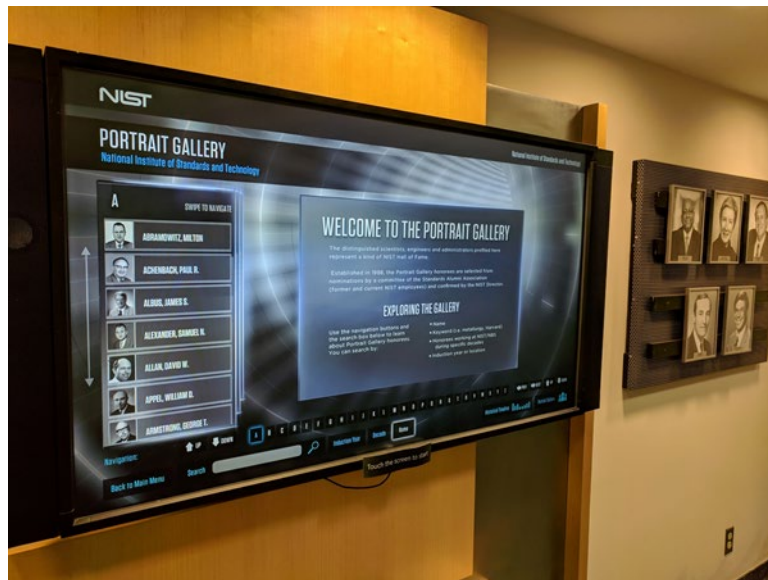 NIST
PORTRAIT GALLERY
National Institute of Standards and Technology
National Institute of Standards and Technology
A
SWIPE TO NAVIGATE
ABRAMOWITZ, MILTON
ACHENBACH, PAUL R.
ALBUS, JAMES S.
ALEXANDER, SAMUEL N.
ALLAN, DAVID W.
APPEL, WILLIAM D.
ARMSTRONG, GEORGE T.
WELCOME TO THE PORTRAIT GALLERY
The distinguished scientists, engineers and administrators profiled here
represent a kind of NIST Hall of Fame.
Established in 1996, the Portrait Gallery honorees are selected from
nominations by a committee of the Standards Alumni Association
(former and current NIST employees) and confirmed by the NIST Director.
EXPLORING THE GALLERY
Use the navigation buttons and
the search box below to learn
about Portrait Gallery honorees.
You can search by:
• Name
• Keyword (i.e. metallurgy, Harvard)
• Honorees working at NIST/NBS
during specific decades
• Induction year or location
Navigation:
UP
DOWN
A B C D E F G H I J K L M N O P Q R S T U V W X Y Z
Back to Main Menu
Search
Induction Year
Decade
Name
Historical Timeline
Touch the screen to start